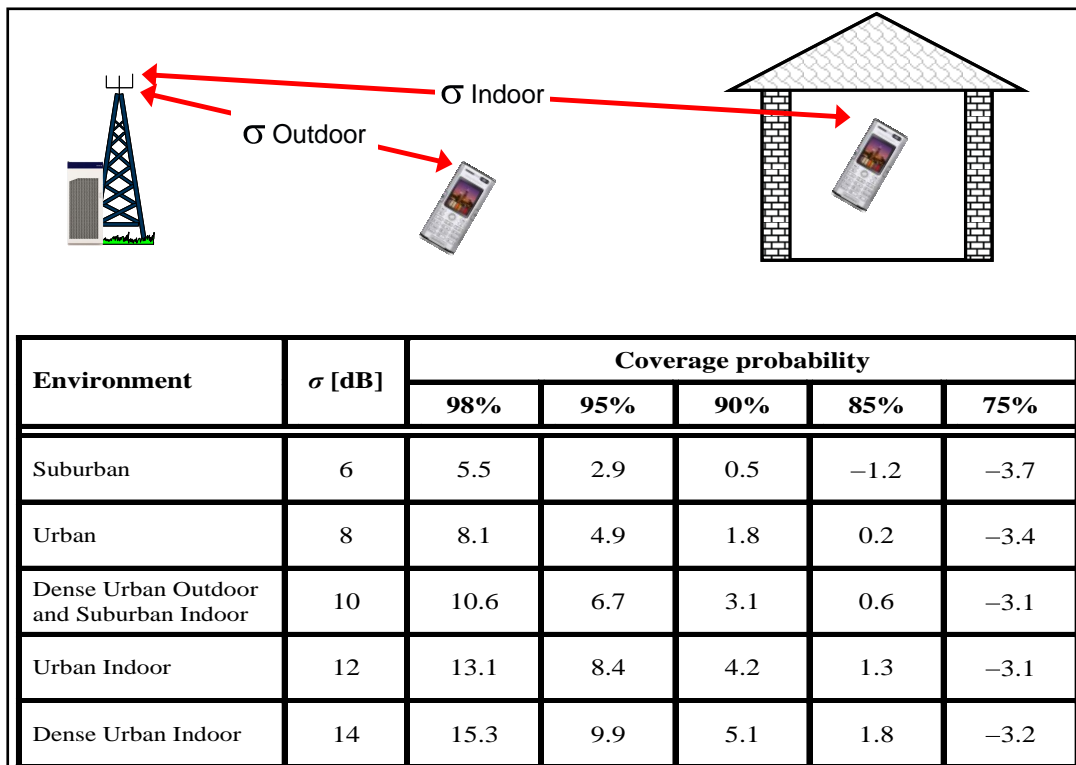 σ Indoor
σ Outdoor
Environment σ [dB] Coverage probability
98% 95% 90% 85% 75%
Suburban 6 5.5 2.9 0.5 −1.2 −3.7
Urban 8 8.1 4.9 1.8 0.2 −3.4
Dense Urban Outdoor
and Suburban Indoor 10 10.6 6.7 3.1 0.6 −3.1
Urban Indoor 12 13.1 8.4 4.2 1.3 −3.1
Dense Urban Indoor 14 15.3 9.9 5.1 1.8 −3.2